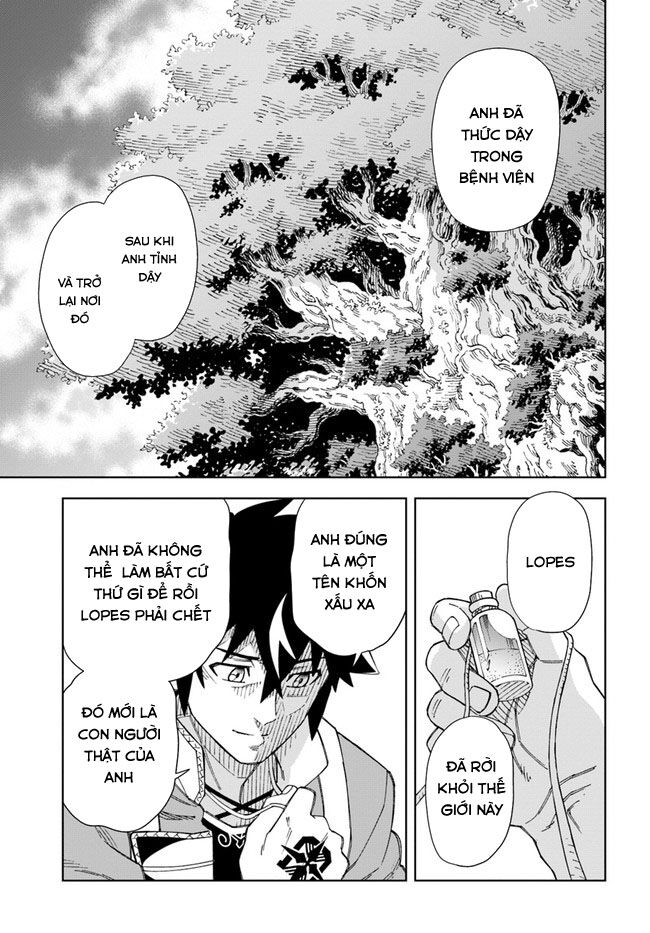 ANH ĐÃ
THỨC DẬY
TRONG
BỆNH VIỆN
SAU KHI
ANH TỈNH
DẬY
VÃ TRỞ
LẠI NƠI
ĐÓ
LOPES
ĐÃ RỜI
KHỎI THẾ
GIỚI NÀY
ANH ĐÚNG
LÀ MỘT
TÊN KHỐN
XẤU XA
ANH ĐÃ KHÔNG
THỂ LÀM BẤT CỨ
THỨ GÌ ĐỂ RỒI
LOPES PHẢI CHẾT
ĐÓ MỚI LÀ
CON NGƯỜI
THẬT CỦA
ANH